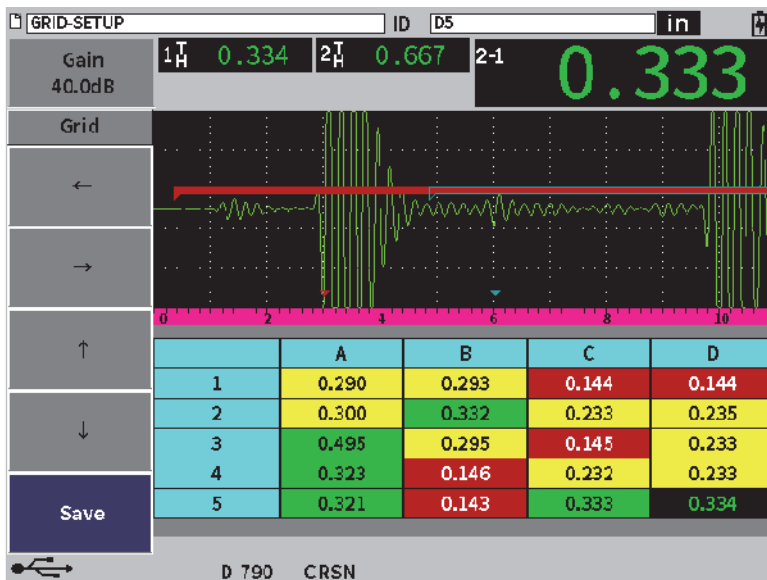 GRID-SETUP ID D5 in
Gain
40.0dB
1TH 0.334 2TH 0.667 2-1 0.333
Grid
←
→
↑
↓
Save
0 2 4 6 8 10
A B C D
1 0.290 0.293 0.144 0.144
2 0.300 0.332 0.233 0.235
3 0.495 0.295 0.145 0.233
4 0.323 0.146 0.232 0.233
5 0.321 0.143 0.333 0.334
D 790 CRSN